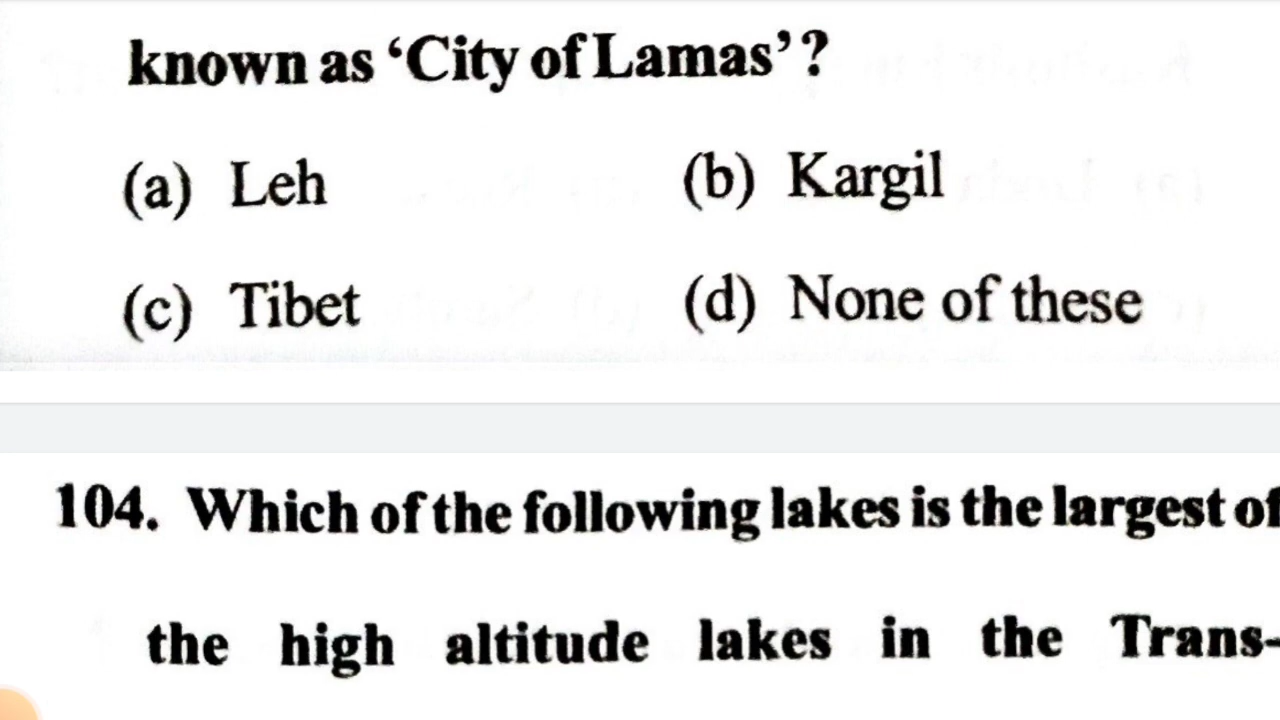 known as ‘City of Lamas’?
(a) Leh (b) Kargil
(c) Tibet (d) None of these
104. Which of the following lakes is the largest of
the high altitude lakes in the Trans-